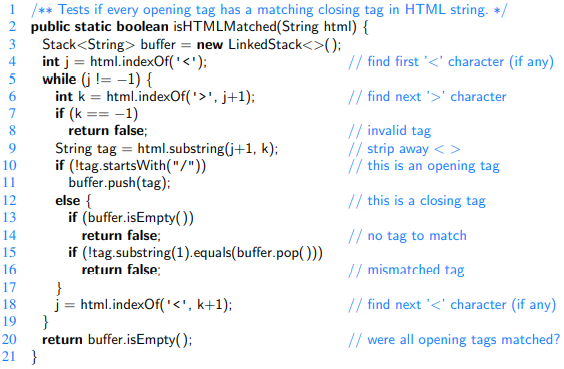 1 /** Tests if every opening tag has a matching closing tag in HTML string. */
2 public static boolean isHTMLMatched(String html) {
3 Stack<String> buffer = new LinkedStack<>();
4 int j = html.indexOf('<'); // find first '<' character (if any)
5 while (j != −1) {
6 int k = html.indexOf('>', j+1); // find next '>' character
7 if (k == −1)
8 return false; // invalid tag
9 String tag = html.substring(j+1, k); // strip away < >
10 if (!tag.startsWith("/")) // this is an opening tag
11 buffer.push(tag);
12 else { // this is a closing tag
13 if (buffer.isEmpty())
14 return false; // no tag to match
15 if (!tag.substring(1).equals(buffer.pop()))
16 return false; // mismatched tag
17 }
18 j = html.indexOf('<', k+1); // find next '<' character (if any)
19 }
20 return buffer.isEmpty(); // were all opening tags matched?
21 }